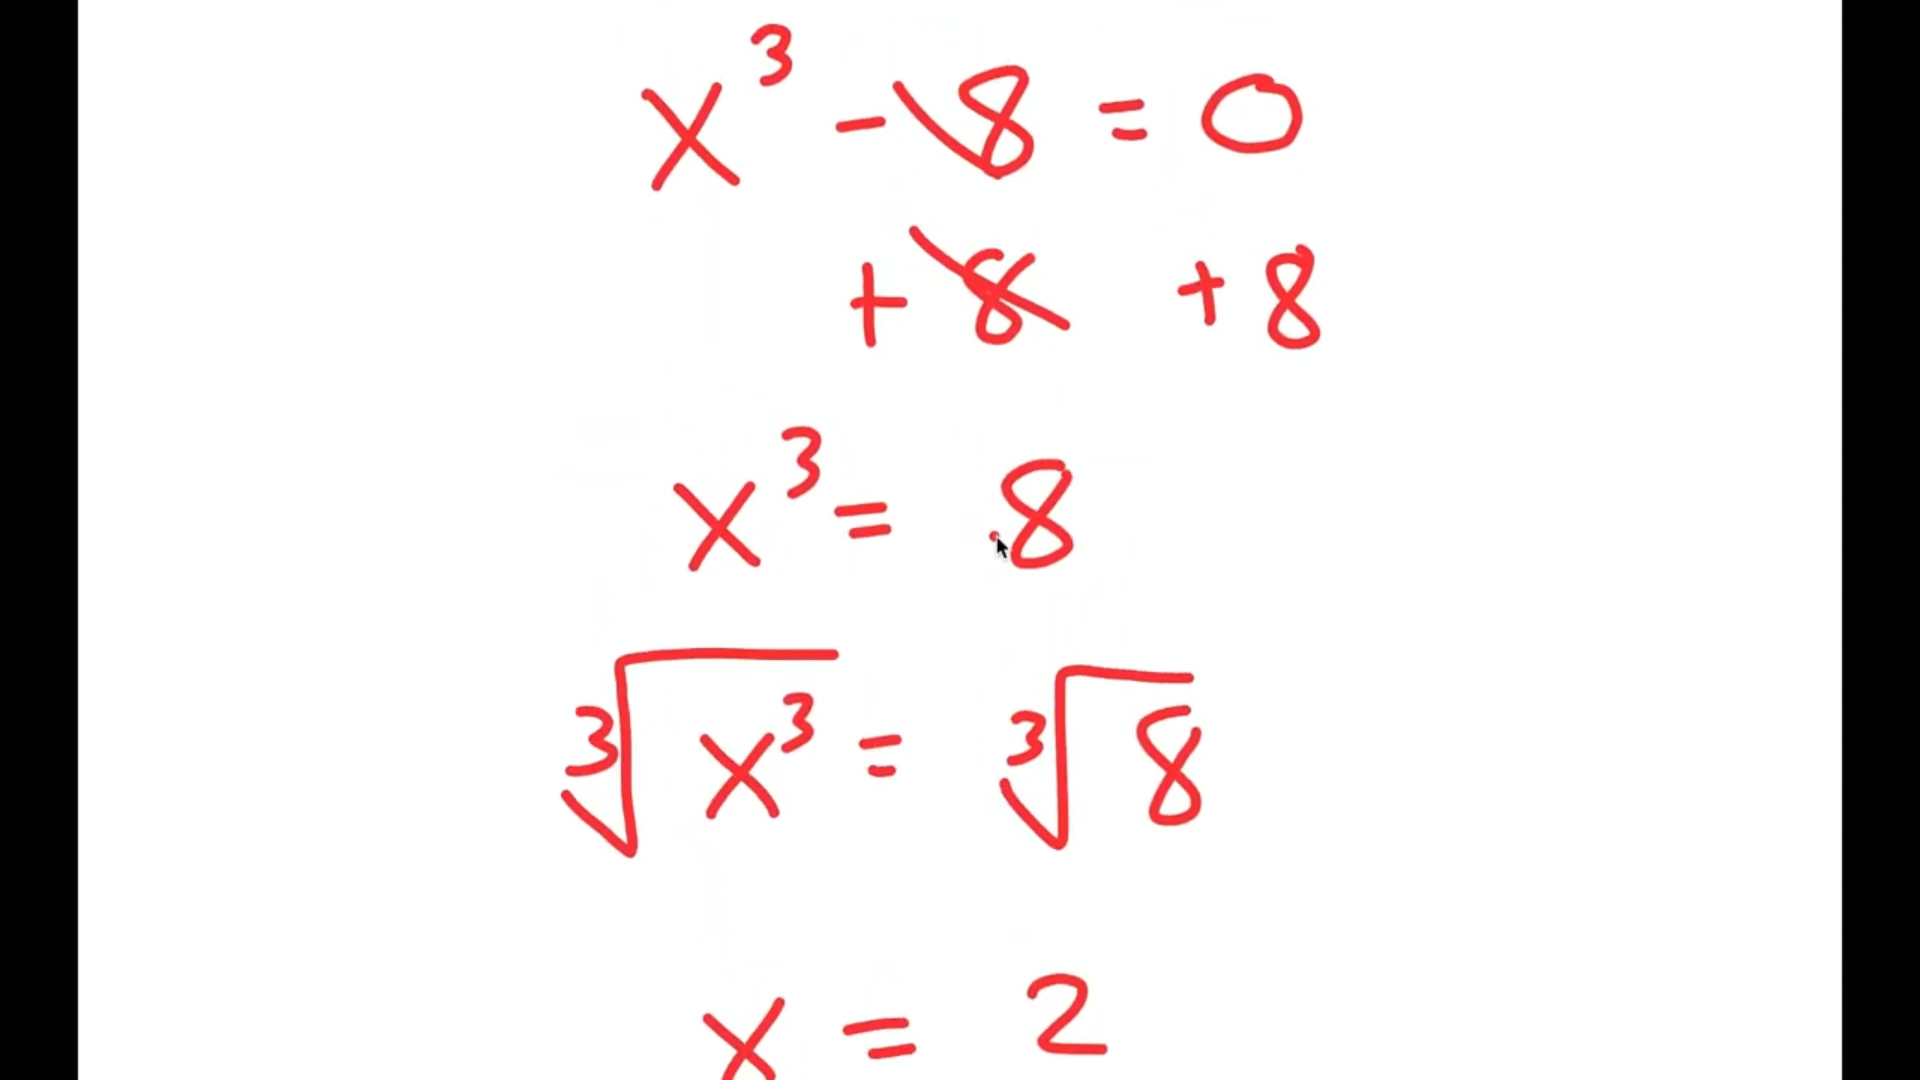 x³ - 8 = 0
+ 8 + 8
x³ = 8
∛x³ = ∛8
x = 2